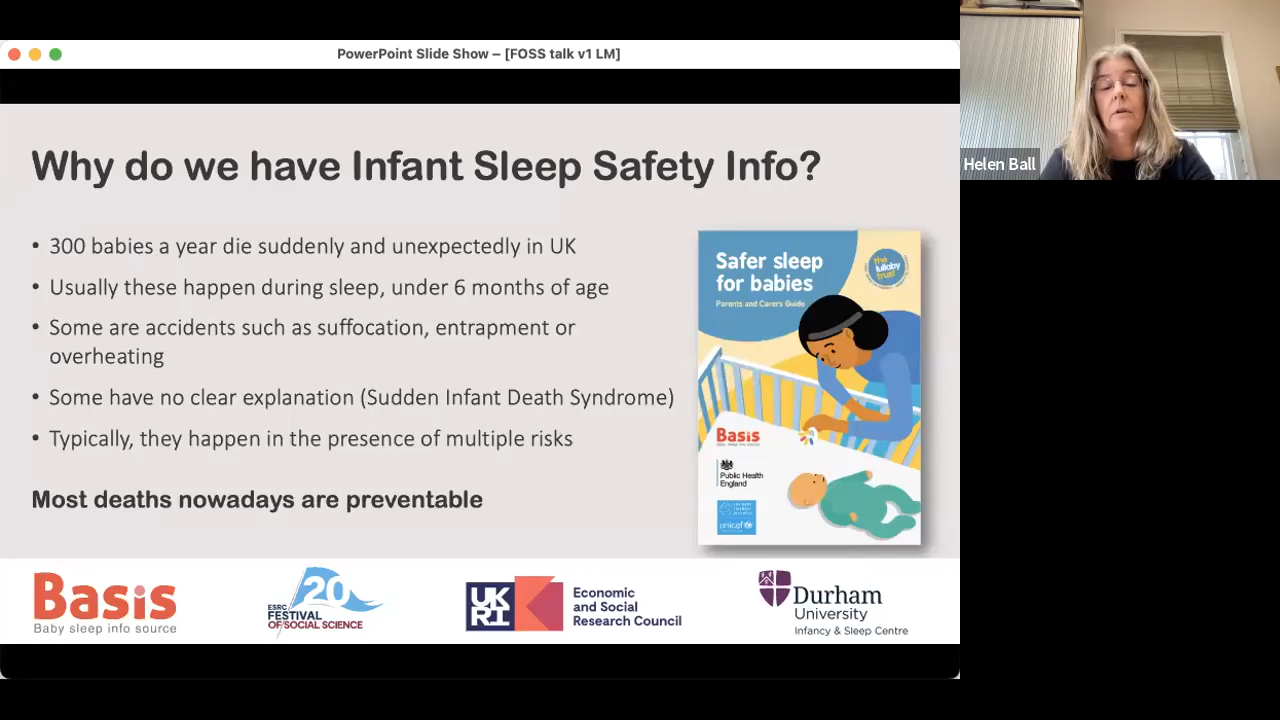 PowerPoint Slide Show – [FOSS talk v1 LM]
Why do we have Infant Sleep Safety Info?
• 300 babies a year die suddenly and unexpectedly in UK
• Usually these happen during sleep, under 6 months of age
• Some are accidents such as suffocation, entrapment or
overheating
• Some have no clear explanation (Sudden Infant Death Syndrome)
• Typically, they happen in the presence of multiple risks
Most deaths nowadays are preventable
Safer sleep
for babies
Parents and Carers Guide
the
lullaby
trust
Basis
Baby sleep info source
Public Health
England
unicef
Basis
Baby sleep info source
20
ESRC
FESTIVAL
OF SOCIAL SCIENCE
UK
RI
Economic
and Social
Research Council
Durham
University
Infancy & Sleep Centre
Helen Ball